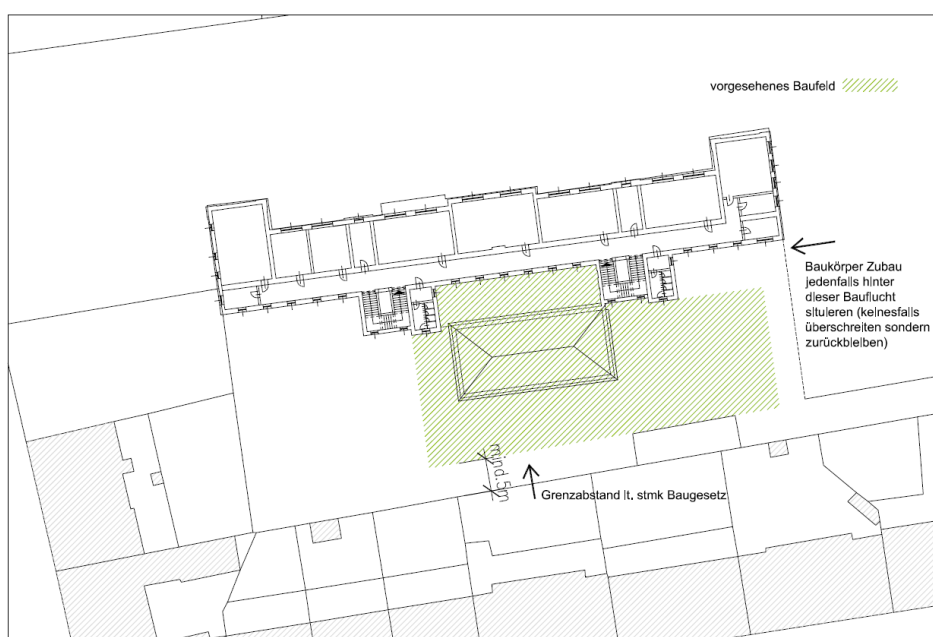 vorgesehenes Baufeld
Baukörper Zubau
jedenfalls hinter
dieser Bauflucht
situieren (keinesfalls
überschreiten sondern
zurückbleiben)
mind.5m
Grenzabstand lt. stmk Baugesetz